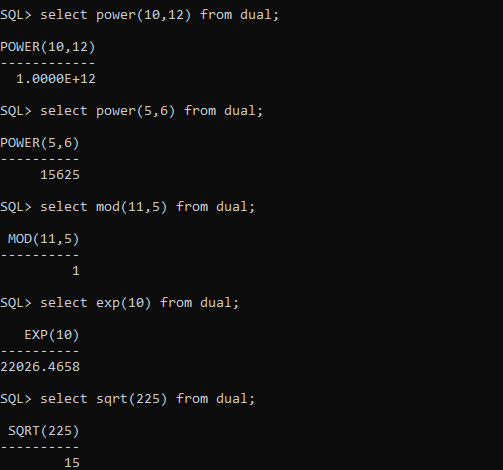 SQL> select power(10,12) from dual;
POWER(10,12)
------------
  1.0000E+12
SQL> select power(5,6) from dual;
POWER(5,6)
----------
     15625
SQL> select mod(11,5) from dual;
 MOD(11,5)
----------
         1
SQL> select exp(10) from dual;
   EXP(10)
----------
22026.4658
SQL> select sqrt(225) from dual;
 SQRT(225)
----------
        15